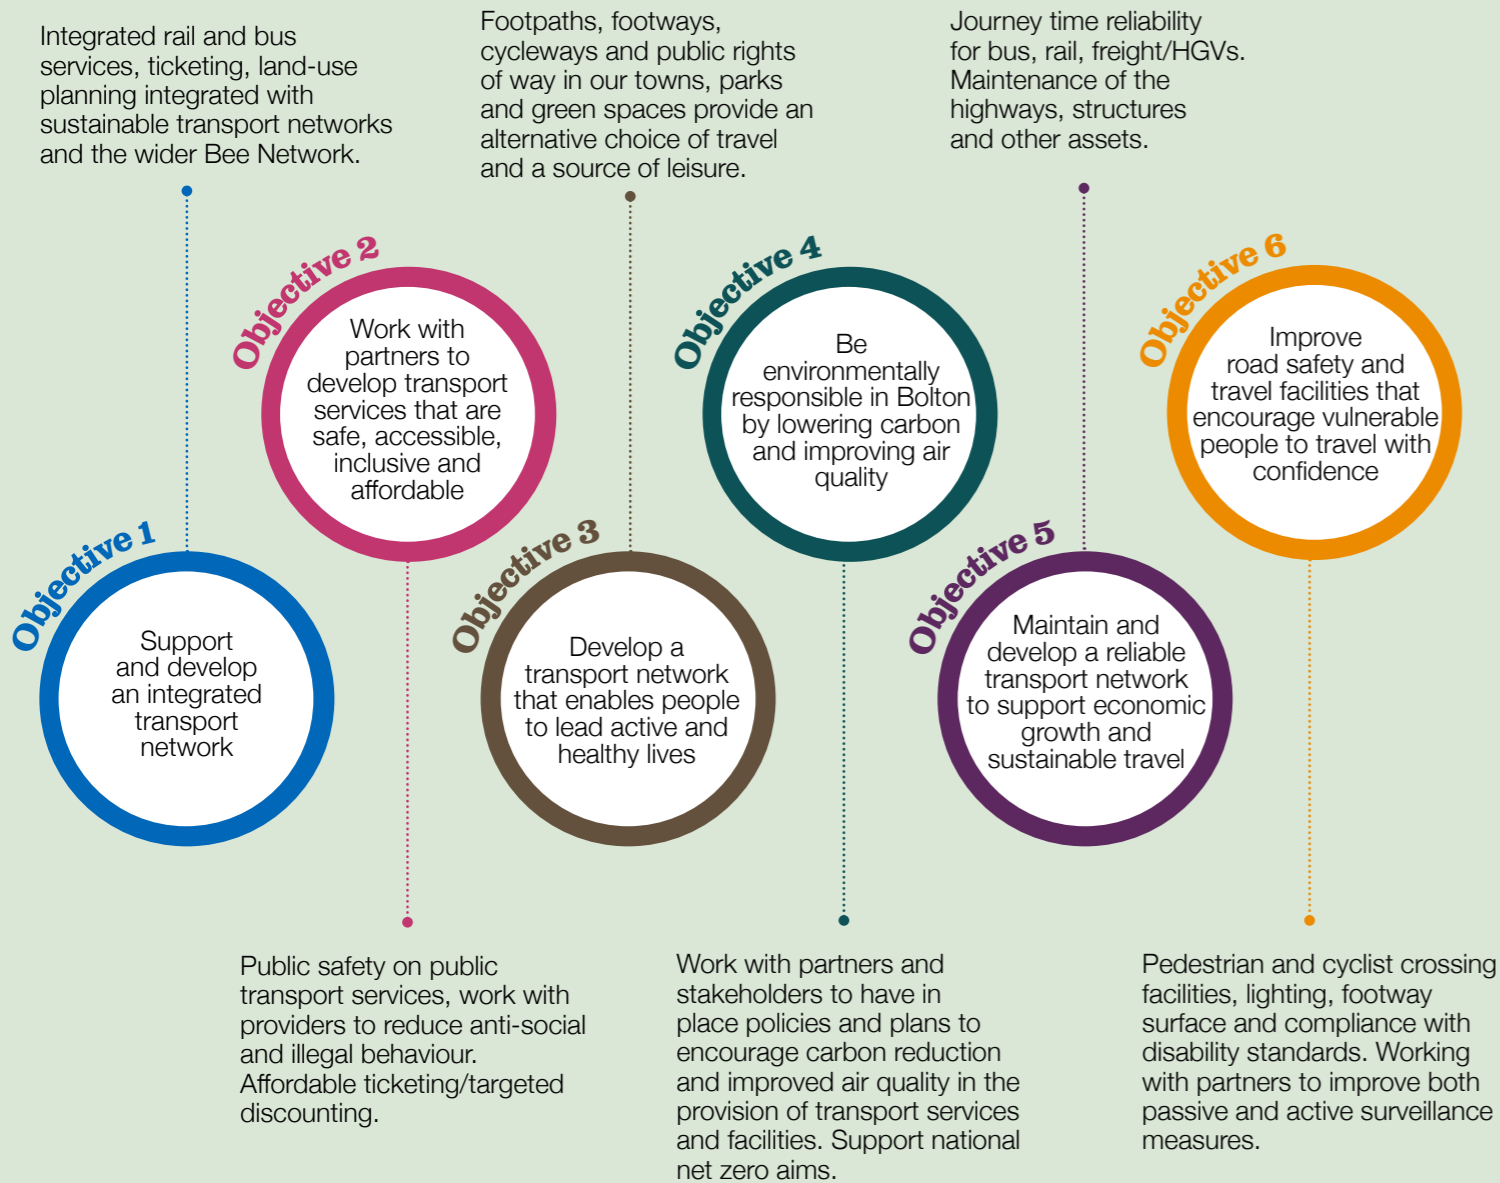 Integrated rail and bus
services, ticketing, land-use
planning integrated with
sustainable transport networks
and the wider Bee Network.
Objective 1
Support
and develop
an integrated
transport
network
Objective 2
Work with
partners to
develop transport
services that are
safe, accessible,
inclusive and
affordable
Public safety on public
transport services, work with
providers to reduce anti-social
and illegal behaviour.
Affordable ticketing/targeted
discounting.
Footpaths, footways,
cycleways and public rights
of way in our towns, parks
and green spaces provide an
alternative choice of travel
and a source of leisure.
Objective 3
Develop a
transport network
that enables people
to lead active and
healthy lives
Objective 4
Be
environmentally
responsible in Bolton
by lowering carbon
and improving air
quality
Work with partners and
stakeholders to have in
place policies and plans to
encourage carbon reduction
and improved air quality in the
provision of transport services
and facilities. Support national
net zero aims.
Journey time reliability
for bus, rail, freight/HGVs.
Maintenance of the
highways, structures
and other assets.
Objective 5
Maintain and
develop a reliable
transport network
to support economic
growth and
sustainable travel
Objective 6
Improve
road safety and
travel facilities that
encourage vulnerable
people to travel with
confidence
Pedestrian and cyclist crossing
facilities, lighting, footway
surface and compliance with
disability standards. Working
with partners to improve both
passive and active surveillance
measures.